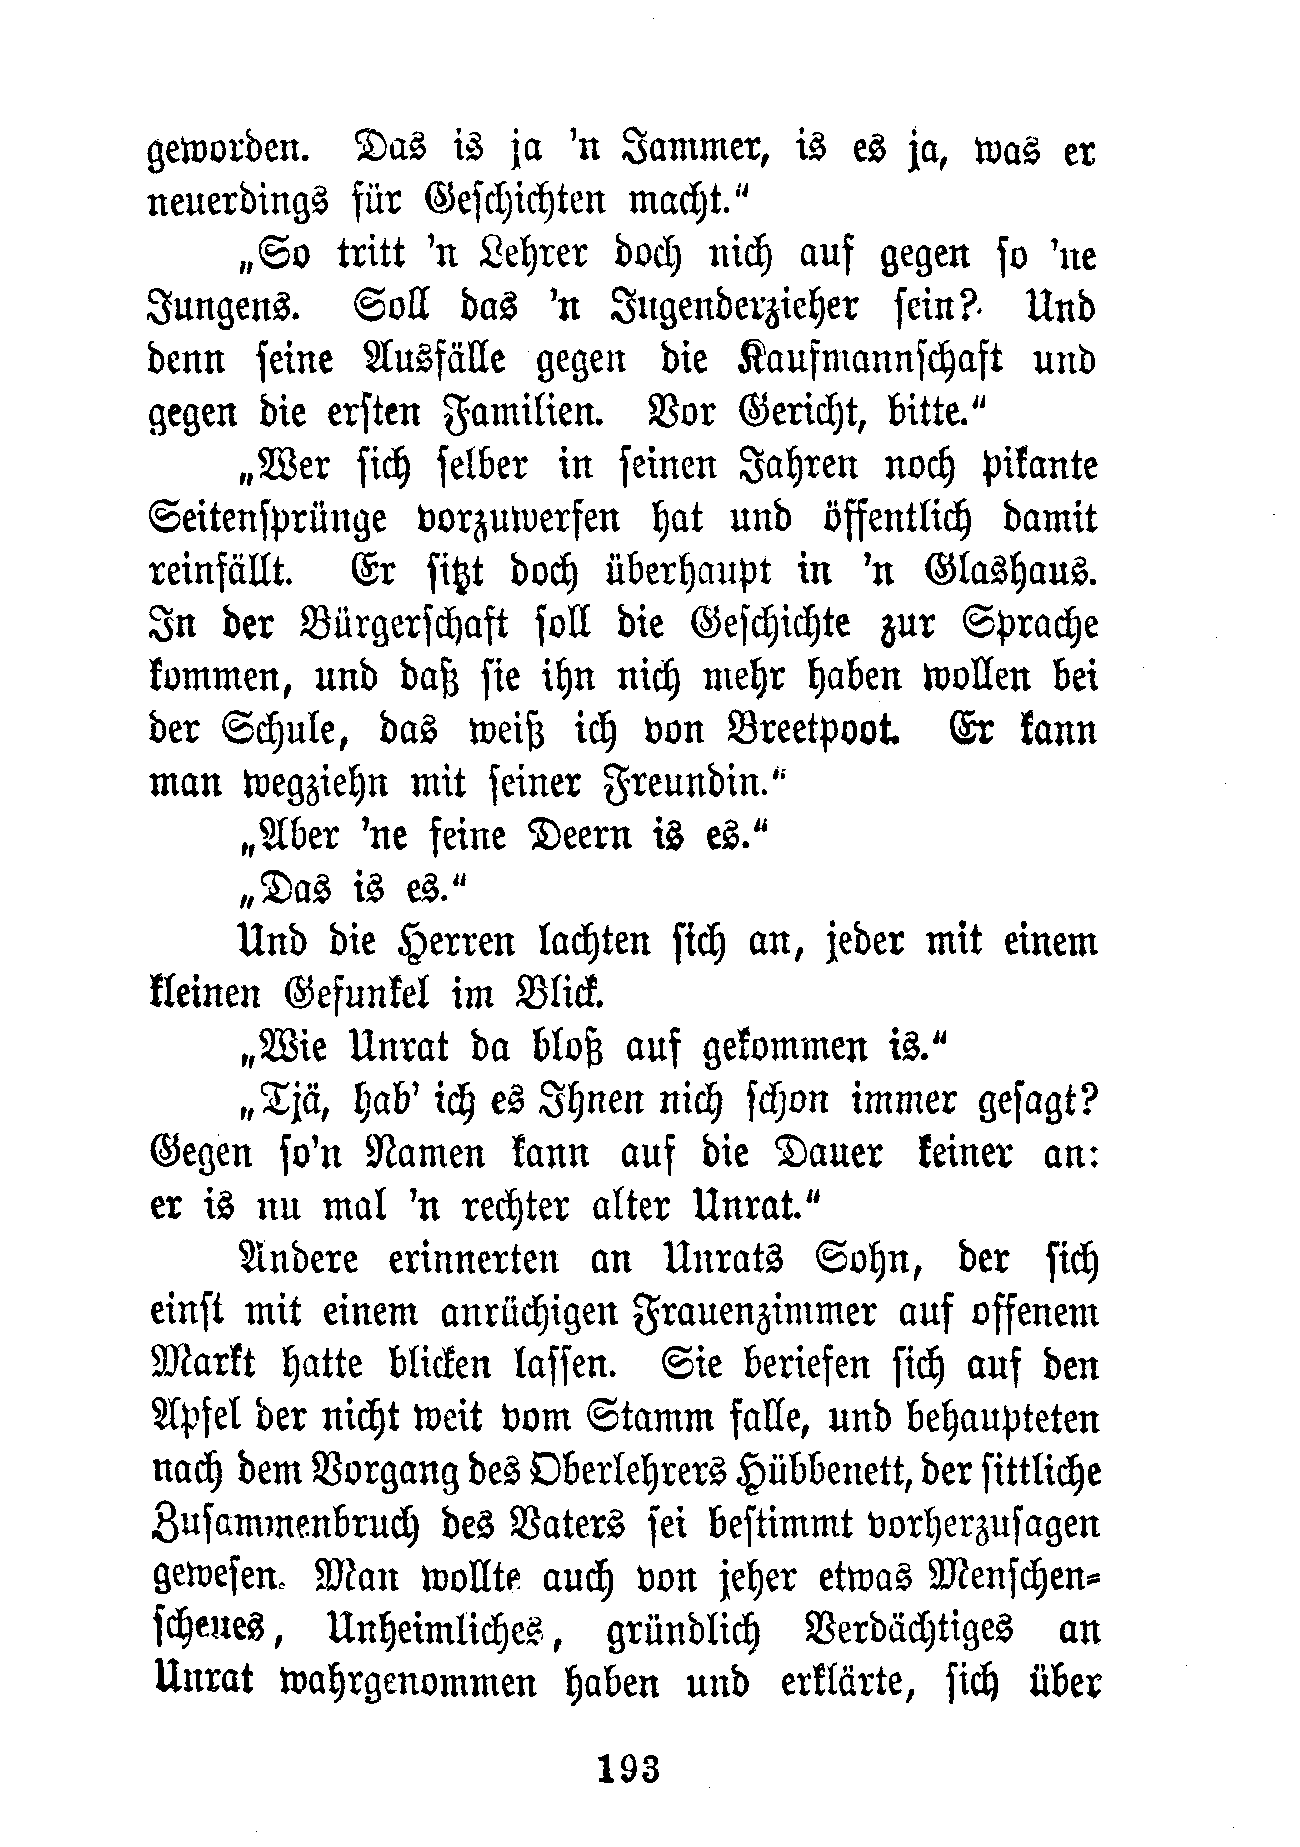 geworden. Das is ja 'n Jammer, is es ja, was er
neuerdings für Geschichten macht.“
„So tritt 'n Lehrer doch nich auf gegen so 'ne
Jungens. Soll das 'n Jugenderzieher sein? Und
denn seine Ausfälle gegen die Kaufmannschaft und
gegen die ersten Familien. Vor Gericht, bitte.“
„Wer sich selber in seinen Jahren noch pikante
Seitensprünge vorzuwerfen hat und öffentlich damit
reinfällt. Er sitzt doch überhaupt in 'n Glashaus.
In der Bürgerschaft soll die Geschichte zur Sprache
kommen, und daß sie ihn nich mehr haben wollen bei
der Schule, das weiß ich von Breetpoot. Er kann
man wegziehn mit seiner Freundin.“
„Aber 'ne feine Deern is es.“
„Das is es.“
Und die Herren lachten sich an, jeder mit einem
kleinen Gefunkel im Blick.
„Wie Unrat da bloß auf gekommen is.“
„Tjä, hab' ich es Ihnen nich schon immer gesagt?
Gegen so'n Namen kann auf die Dauer keiner an:
er is nu mal 'n rechter alter Unrat.“
Andere erinnerten an Unrats Sohn, der sich
einst mit einem anrüchigen Frauenzimmer auf offenem
Markt hatte blicken lassen. Sie beriefen sich auf den
Apfel der nicht weit vom Stamm falle, und behaupteten
nach dem Vorgang des Oberlehrers Hübbenett, der sittliche
Zusammenbruch des Vaters sei bestimmt vorherzusagen
gewesen. Man wollte auch von jeher etwas Menschen-
scheues, Unheimliches, gründlich Verdächtiges an
Unrat wahrgenommen haben und erklärte, sich über
193